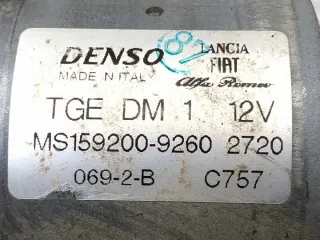 DENSO
MADE IN ITALY
LANCIA
FIAT
Alfa Romeo
TGE DM 1 12V
MS159200-9260 2720
069-2-B C757